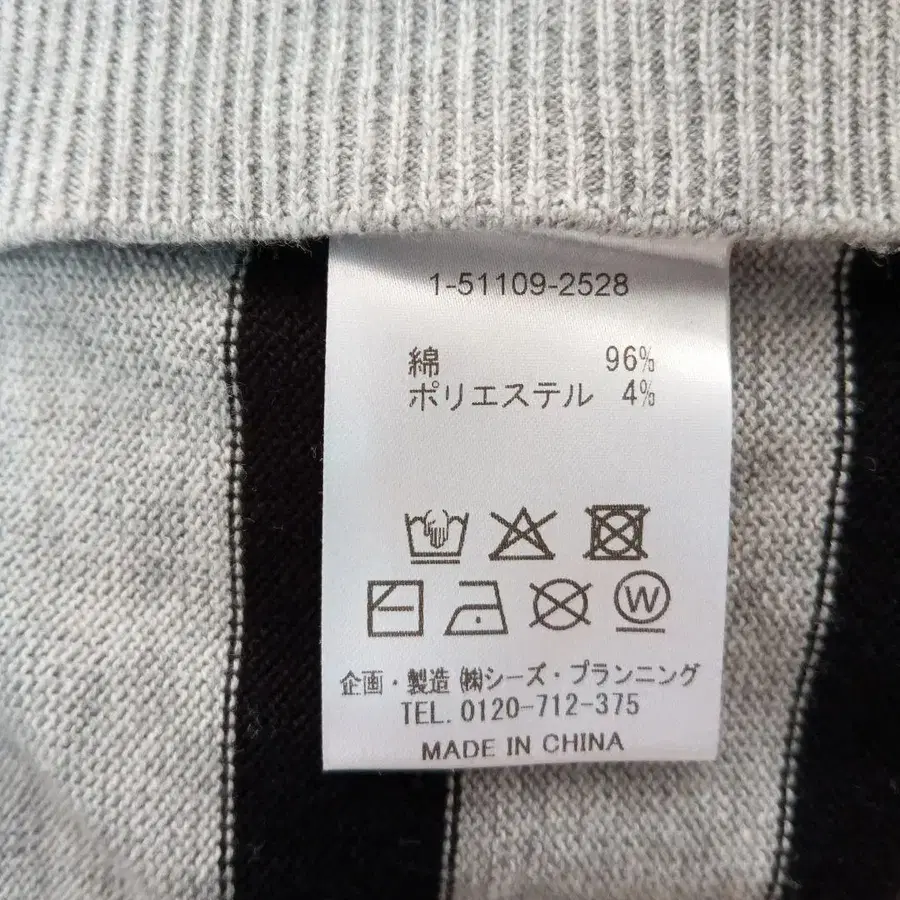 1-51109-2528
綿 96%
ポリエステル 4%
W
企画・製造 ㈱シーズ・プランニング
TEL. 0120-712-375
MADE IN CHINA